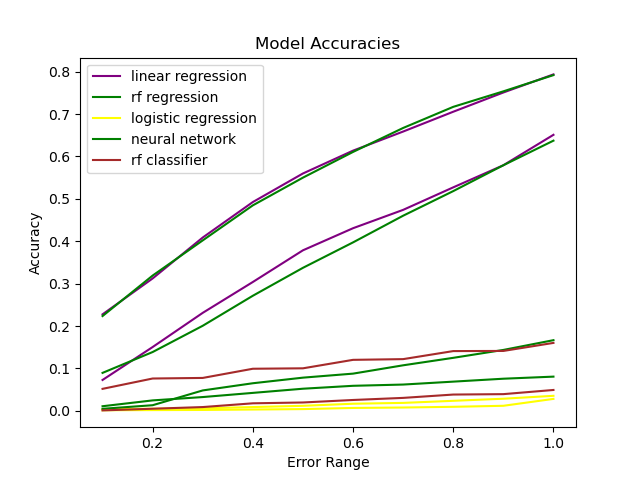 Model Accuracies
linear regression
rf regression
logistic regression
neural network
rf classifier
0.8
0.7
0.6
0.5
0.4
0.3
0.2
0.1
0.0
Accuracy
0.2 0.4 0.6 0.8 1.0
Error Range